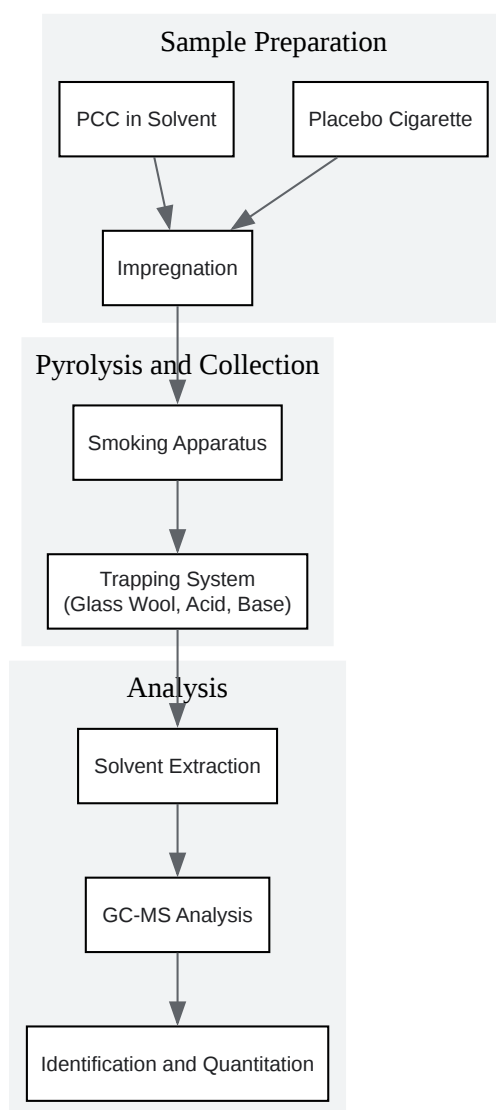 Sample Preparation
PCC in Solvent
Placebo Cigarette
Impregnation
Pyrolysis and Collection
Smoking Apparatus
Trapping System
(Glass Wool, Acid, Base)
Analysis
Solvent Extraction
GC-MS Analysis
Identification and Quantitation